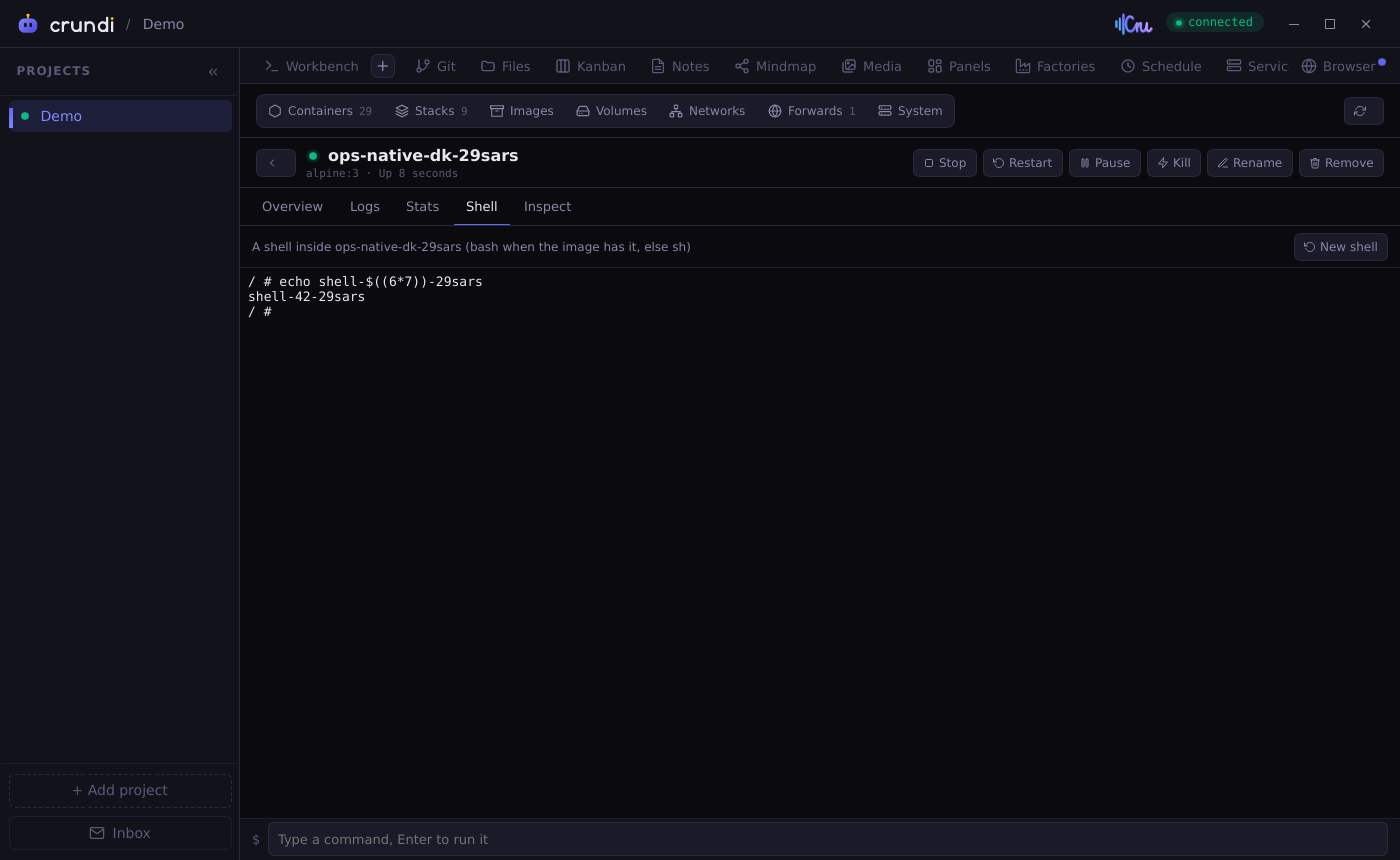 crundi / Demo
Cru
connected
PROJECTS
Demo
+ Add project
Inbox
Workbench
Git
Files
Kanban
Notes
Mindmap
Media
Panels
Factories
Schedule
Servic
Browser
Containers 29
Stacks 9
Images
Volumes
Networks
Forwards 1
System
ops-native-dk-29sars
alpine:3 · Up 8 seconds
Stop
Restart
Pause
Kill
Rename
Remove
Overview
Logs
Stats
Shell
Inspect
A shell inside ops-native-dk-29sars (bash when the image has it, else sh)
New shell
/ # echo shell-$((6*7))-29sars
shell-42-29sars
/ #
$ Type a command, Enter to run it